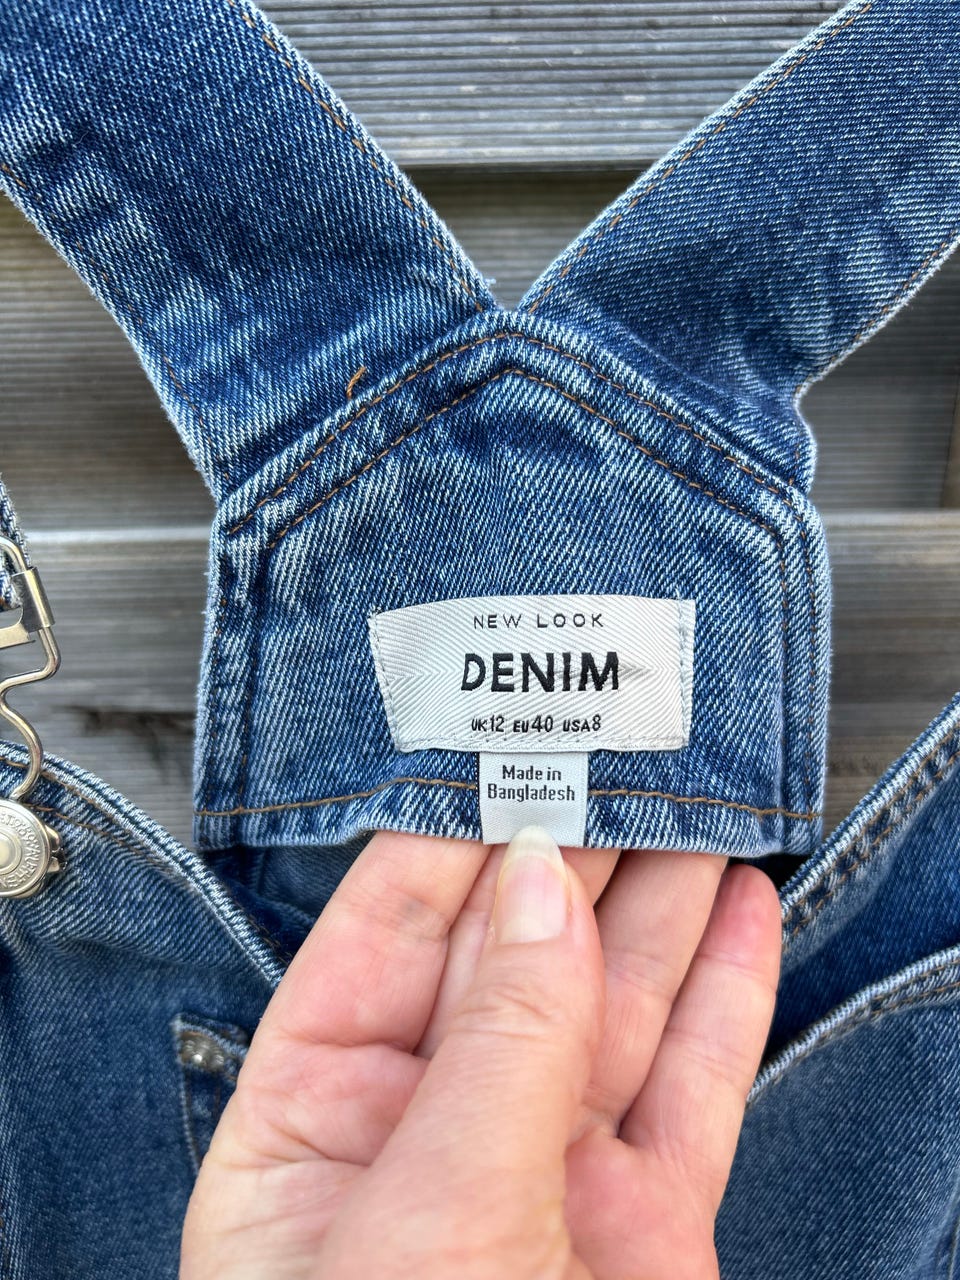 NEW LOOK
DENIM
UK12 EU40 USA8
Made in
Bangladesh